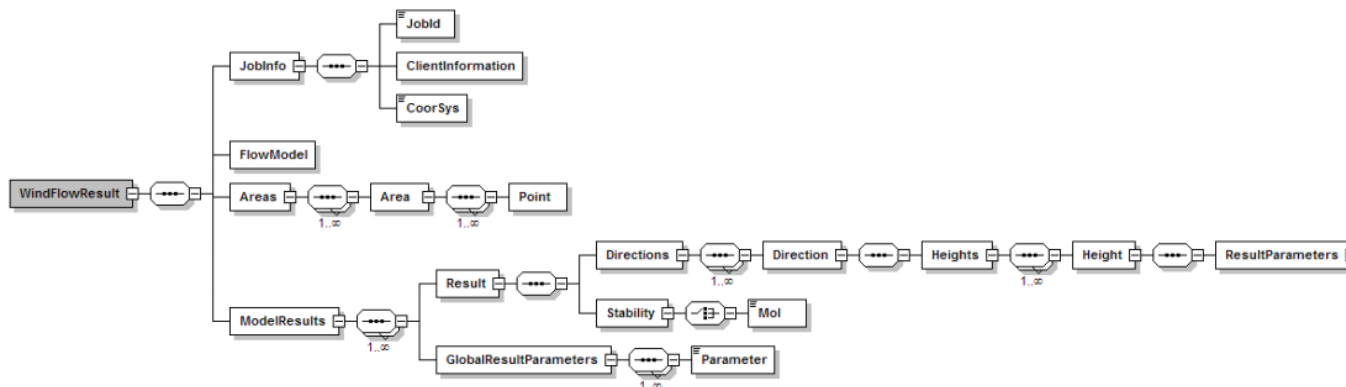 JobId
JobInfo
ClientInformation
CoorSys
FlowModel
WindFlowResult
Areas
Area
Point
1..∞
1..∞
Directions
Direction
Heights
Height
ResultParameters
1..∞
1..∞
Result
Stability
Mol
ModelResults
1..∞
GlobalResultParameters
Parameter
1..∞